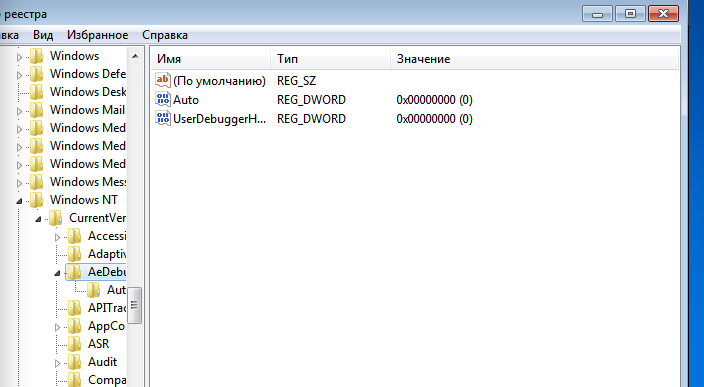 о реестра
вка Вид Избранное Справка
Windows
Windows Defe
Windows Desk
Windows Mail
Windows Med
Windows Med
Windows Med
Windows Mess
Windows NT
CurrentVer
Accessi
Adaptiv
AeDebu
Aut
APITrac
AppCo
ASR
Audit
Compa
Имя Тип Значение
(По умолчанию) REG_SZ
Auto REG_DWORD 0x00000000 (0)
UserDebuggerH... REG_DWORD 0x00000000 (0)